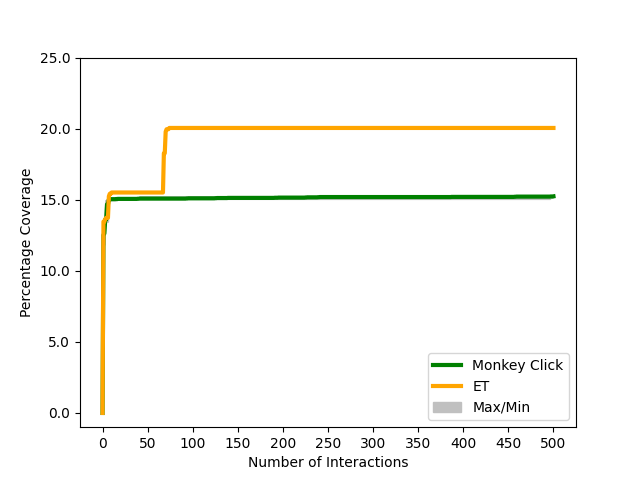 25.0
20.0
15.0
10.0
5.0
0.0
Percentage Coverage
0 50 100 150 200 250 300 350 400 450 500
Number of Interactions
Monkey Click
ET
Max/Min